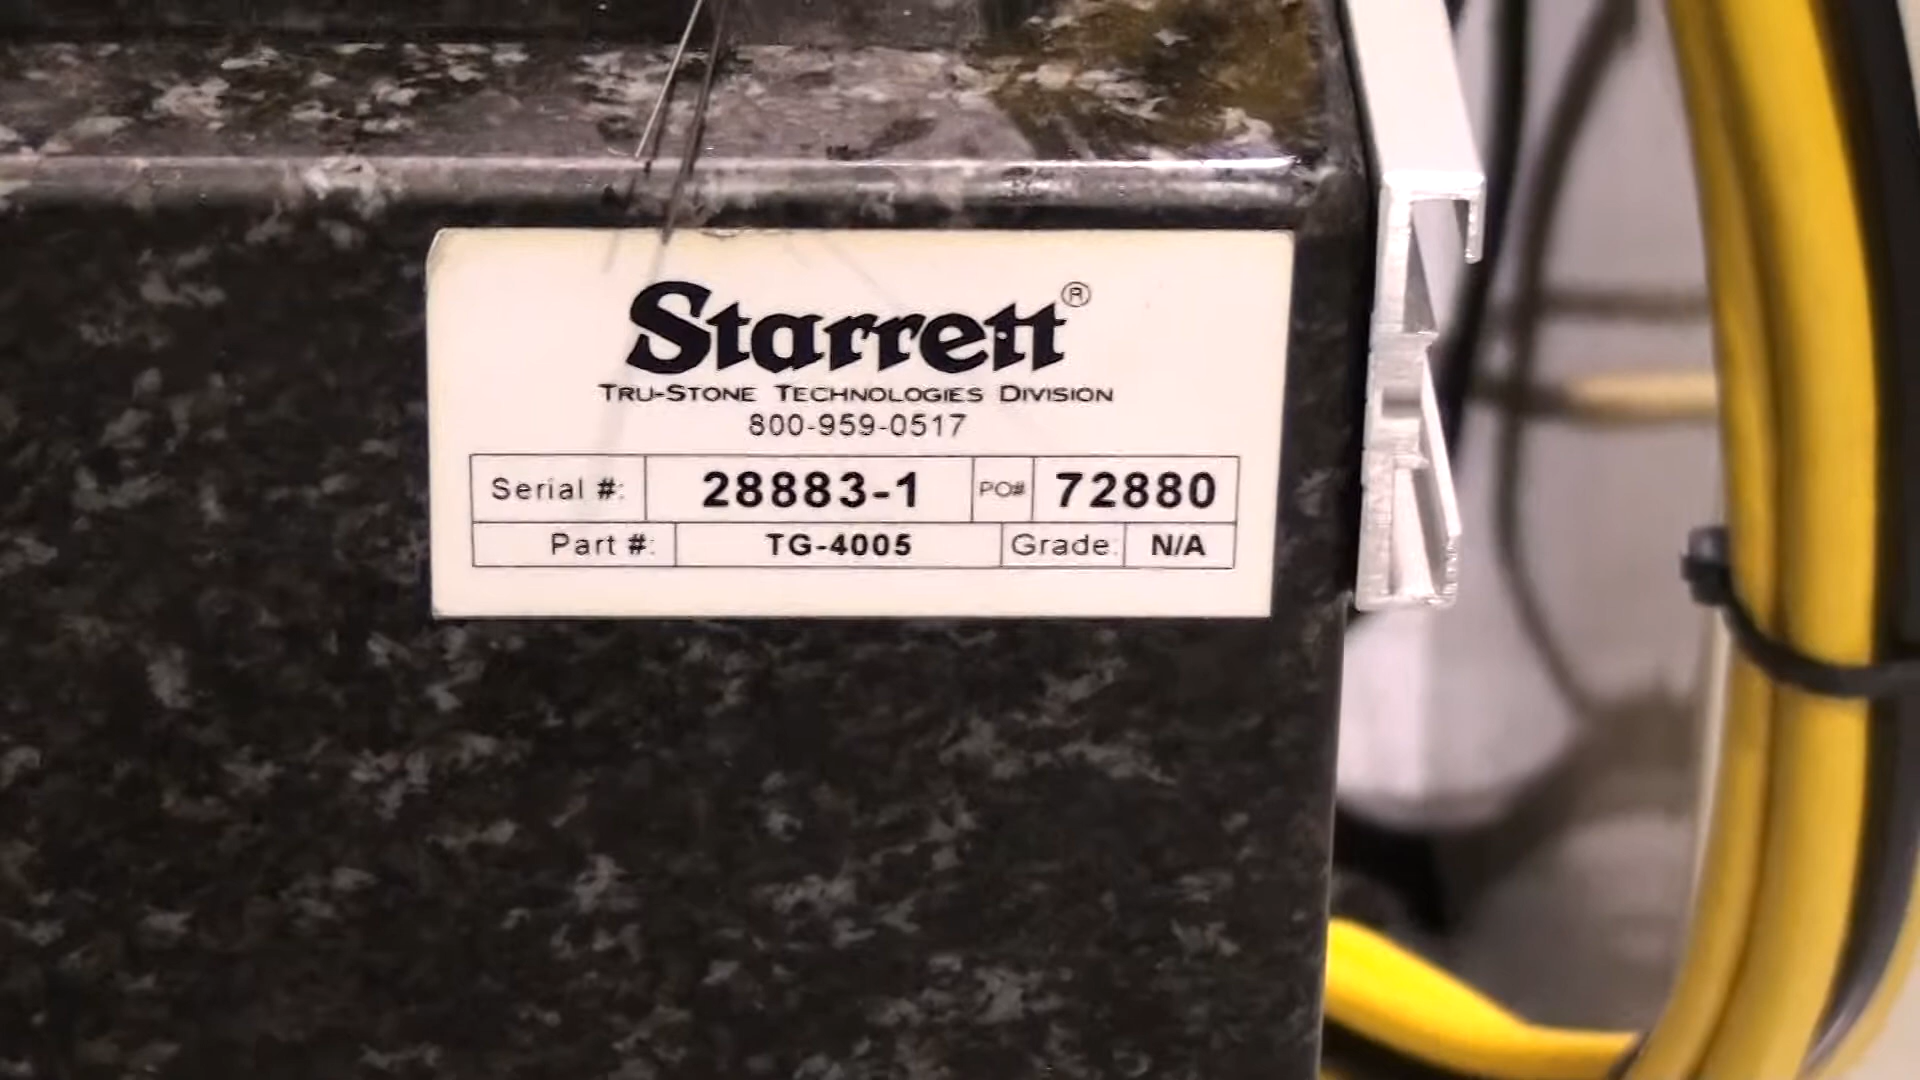 Starrett®
TRU-STONE TECHNOLOGIES DIVISION
800-959-0517
Serial #: 28883-1 PO# 72880
Part #: TG-4005 Grade: N/A